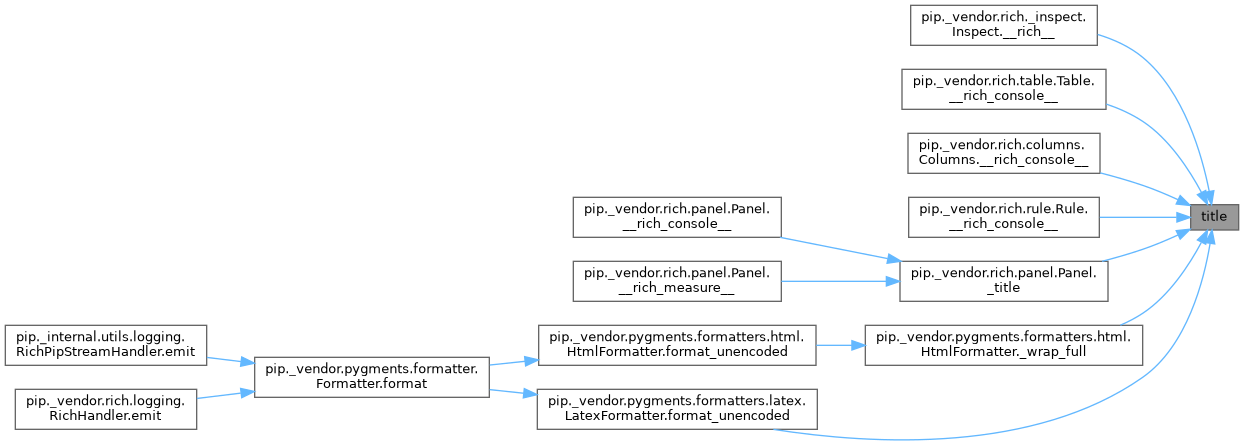 pip._vendor.rich._inspect.
Inspect.__rich__
pip._vendor.rich.table.Table.
__rich_console__
pip._vendor.rich.columns.
Columns.__rich_console__
pip._vendor.rich.panel.Panel.
__rich_console__
pip._vendor.rich.rule.Rule.
__rich_console__
title
pip._vendor.rich.panel.Panel.
__rich_measure__
pip._vendor.rich.panel.Panel.
_title
pip._internal.utils.logging.
RichPipStreamHandler.emit
pip._vendor.pygments.formatters.html.
HtmlFormatter.format_unencoded
pip._vendor.pygments.formatters.html.
HtmlFormatter._wrap_full
pip._vendor.pygments.formatter.
Formatter.format
pip._vendor.rich.logging.
RichHandler.emit
pip._vendor.pygments.formatters.latex.
LatexFormatter.format_unencoded